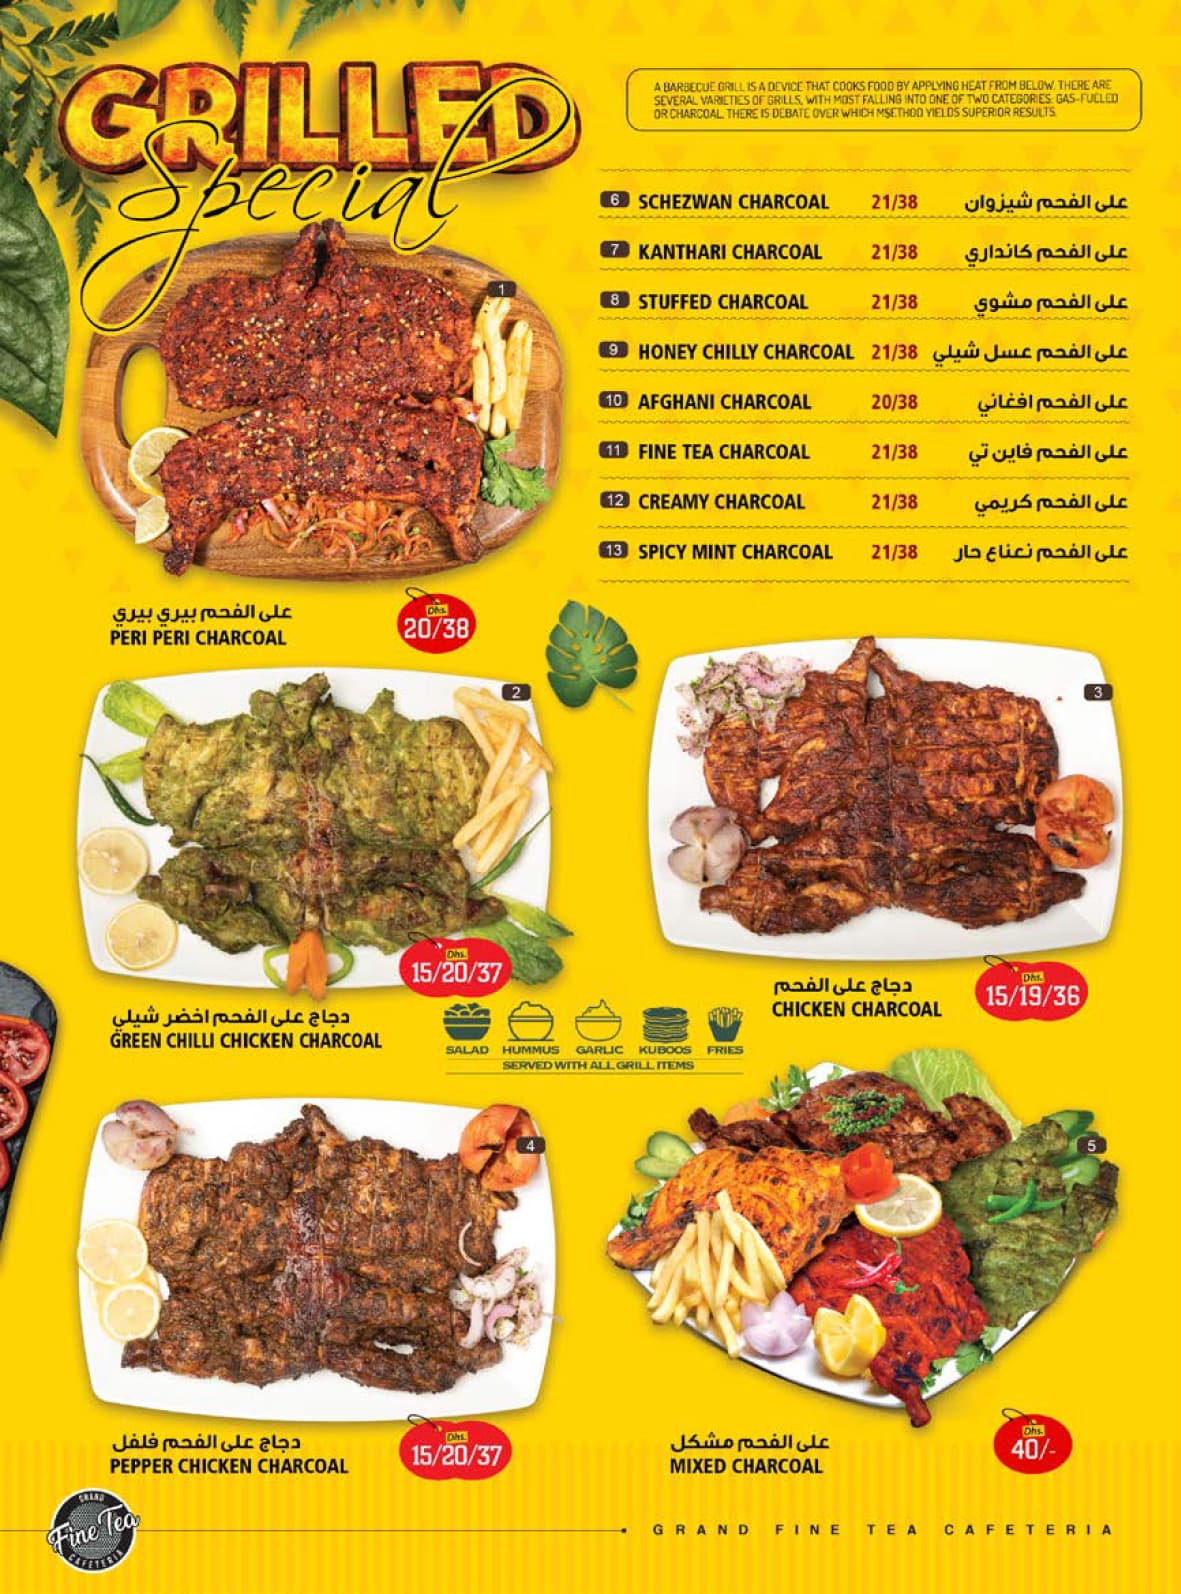 GRILLED
Special
A BARBECUE GRILL IS A DEVICE THAT COOKS FOOD BY APPLYING HEAT FROM BELOW. THERE ARE
SEVERAL VARIETIES OF GRILLS, WITH MOST FALLING INTO ONE OF TWO CATEGORIES: GAS-FUELED
OR CHARCOAL. THERE IS DEBATE OVER WHICH MSETHOD YIELDS SUPERIOR RESULTS.
6 SCHEZWAN CHARCOAL 21/38 على الفحم شيزوان
7 KANTHARI CHARCOAL 21/38 على الفحم كانداري
8 STUFFED CHARCOAL 21/38 على الفحم مشوي
9 HONEY CHILLY CHARCOAL 21/38 على الفحم عسل شيلي
10 AFGHANI CHARCOAL 20/38 على الفحم افغاني
11 FINE TEA CHARCOAL 21/38 على الفحم فاين تي
12 CREAMY CHARCOAL 21/38 على الفحم كريمي
13 SPICY MINT CHARCOAL 21/38 على الفحم نعناع حار
1
على الفحم بيري بيري
PERI PERI CHARCOAL
Dhs.
20/38
2
Dhs.
15/20/37
دجاج على الفحم اخضر شيلي
GREEN CHILLI CHICKEN CHARCOAL
3
دجاج على الفحم
CHICKEN CHARCOAL
Dhs.
15/19/36
SALAD HUMMUS GARLIC KUBOOS FRIES
SERVED WITH ALL GRILL ITEMS
4
دجاج على الفحم فلفل
PEPPER CHICKEN CHARCOAL
Dhs.
15/20/37
5
على الفحم مشكل
MIXED CHARCOAL
Dhs.
40/-
GRAND
Fine Tea
CAFETERIA
GRAND FINE TEA CAFETERIA